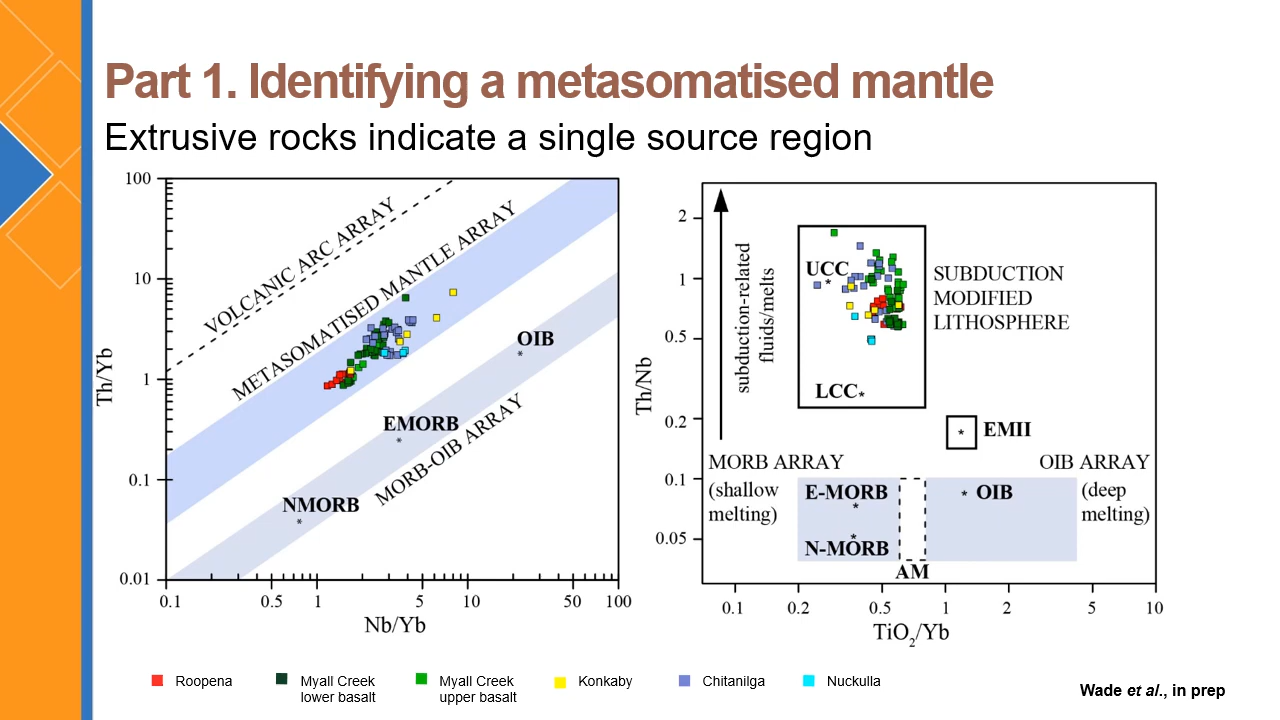 Part 1. Identifying a metasomatised mantle
Extrusive rocks indicate a single source region
100
10
1
0.1
0.01
Th/Yb
VOLCANIC ARC ARRAY
METASOMATISED MANTLE ARRAY
OIB
EMORB
MORB-OIB ARRAY
NMORB
0.1
0.5
1
5
10
50
100
Nb/Yb
2
1
0.5
0.2
0.1
0.05
Th/Nb
subduction-related
fluids/melts
UCC
LCC
SUBDUCTION
MODIFIED
LITHOSPHERE
EMII
MORB ARRAY
(shallow
melting)
OIB ARRAY
(deep
melting)
E-MORB
N-MORB
OIB
AM
0.1
0.2
0.5
1
2
5
10
TiO2/Yb
Roopena
Myall Creek
lower basalt
Myall Creek
upper basalt
Konkaby
Chitanilga
Nuckulla
Wade et al., in prep